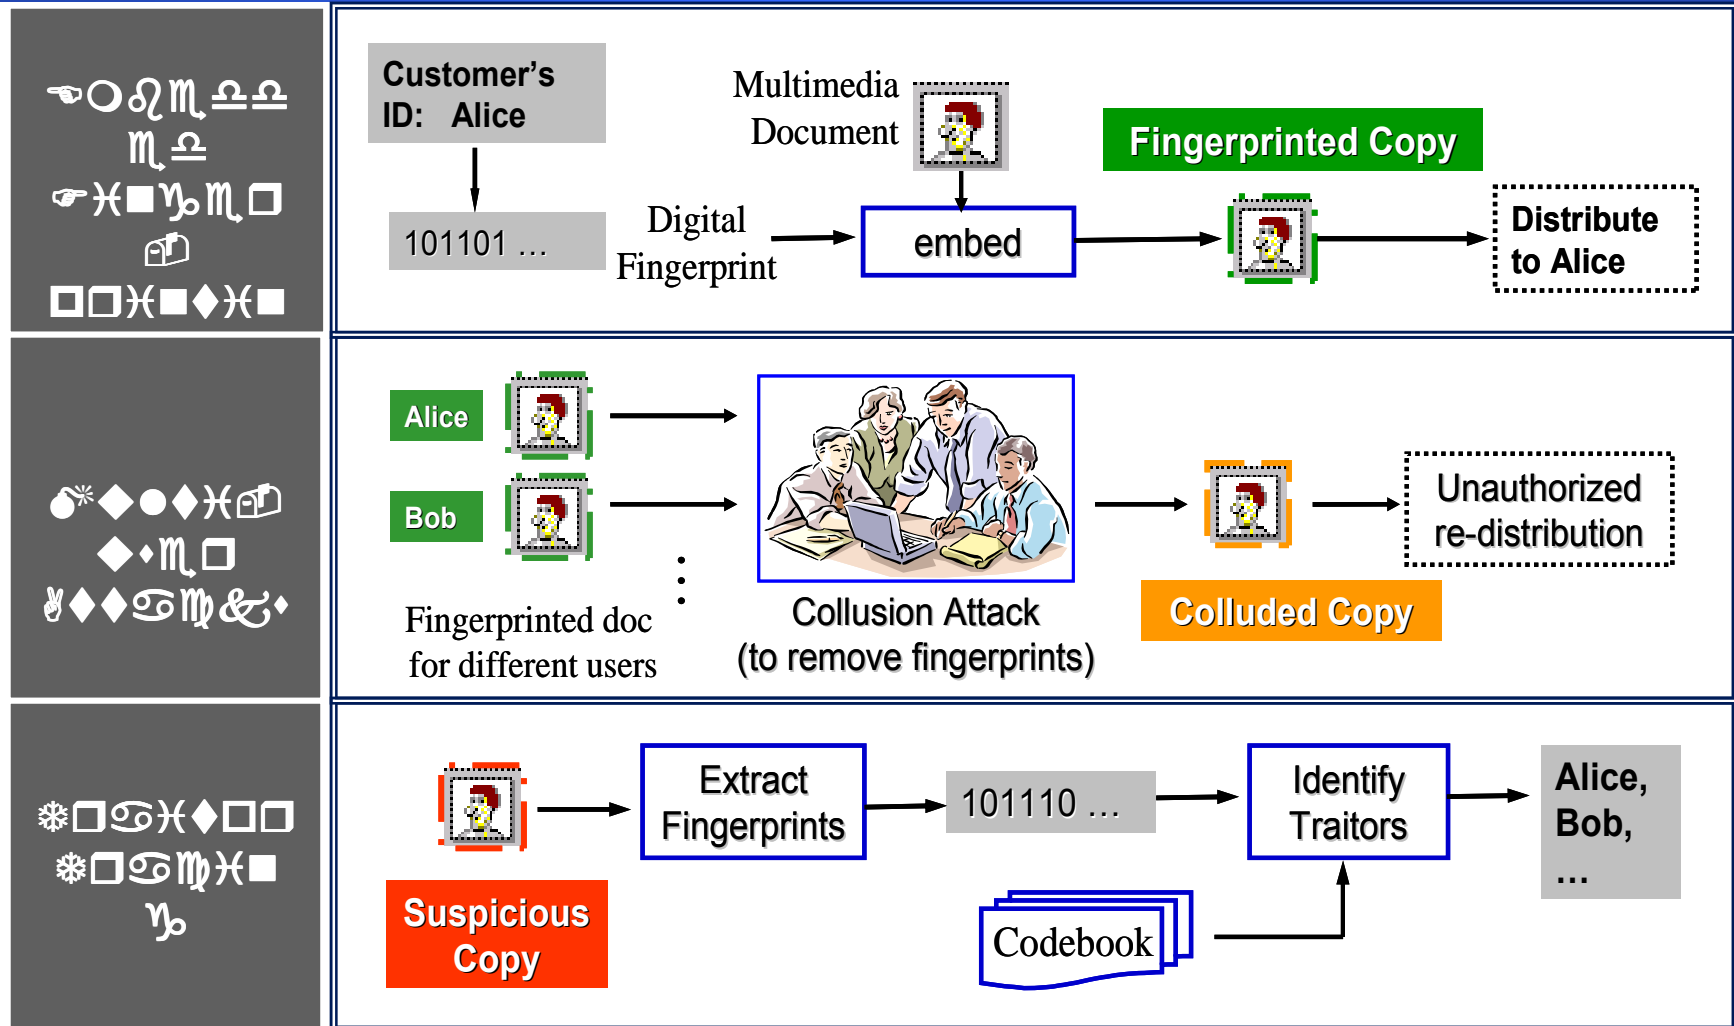 ☜❍♌♏♎♎
♏♎
☞♓■♑♏❒
🗐
◻❒♓■⧫♓■
Customer's
ID: Alice
101101 ...
Digital
Fingerprint
Multimedia
Document
embed
Fingerprinted Copy
Distribute
to Alice
💣◆●⧫♓🗐
◆⬧♏❒
✌⧫⧫♋♍🙵⬧
Alice
Bob
⋮
Fingerprinted doc
for different users
Collusion Attack
(to remove fingerprints)
Colluded Copy
Unauthorized
re-distribution
❄❒♋♓⧫□❒
❄❒♋♍♓■
♑
Suspicious
Copy
Extract
Fingerprints
101110 ...
Codebook
Identify
Traitors
Alice,
Bob,
...